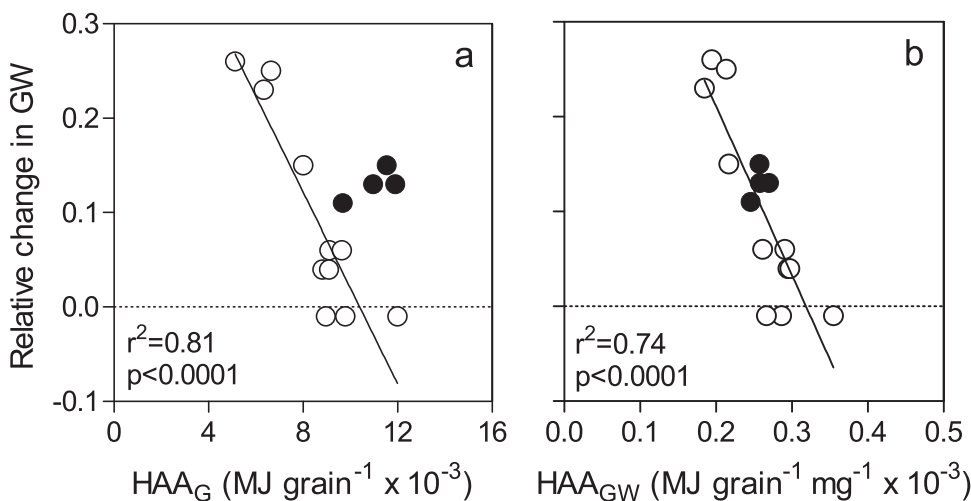 a
b
Relative change in GW
0.3
0.2
0.1
0.0
-0.1
r²=0.81
p<0.0001
r²=0.74
p<0.0001
0 4 8 12 16
0.0 0.1 0.2 0.3 0.4 0.5
HAA_G (MJ grain⁻¹ x 10⁻³)
HAA_GW (MJ grain⁻¹ mg⁻¹ x 10⁻³)